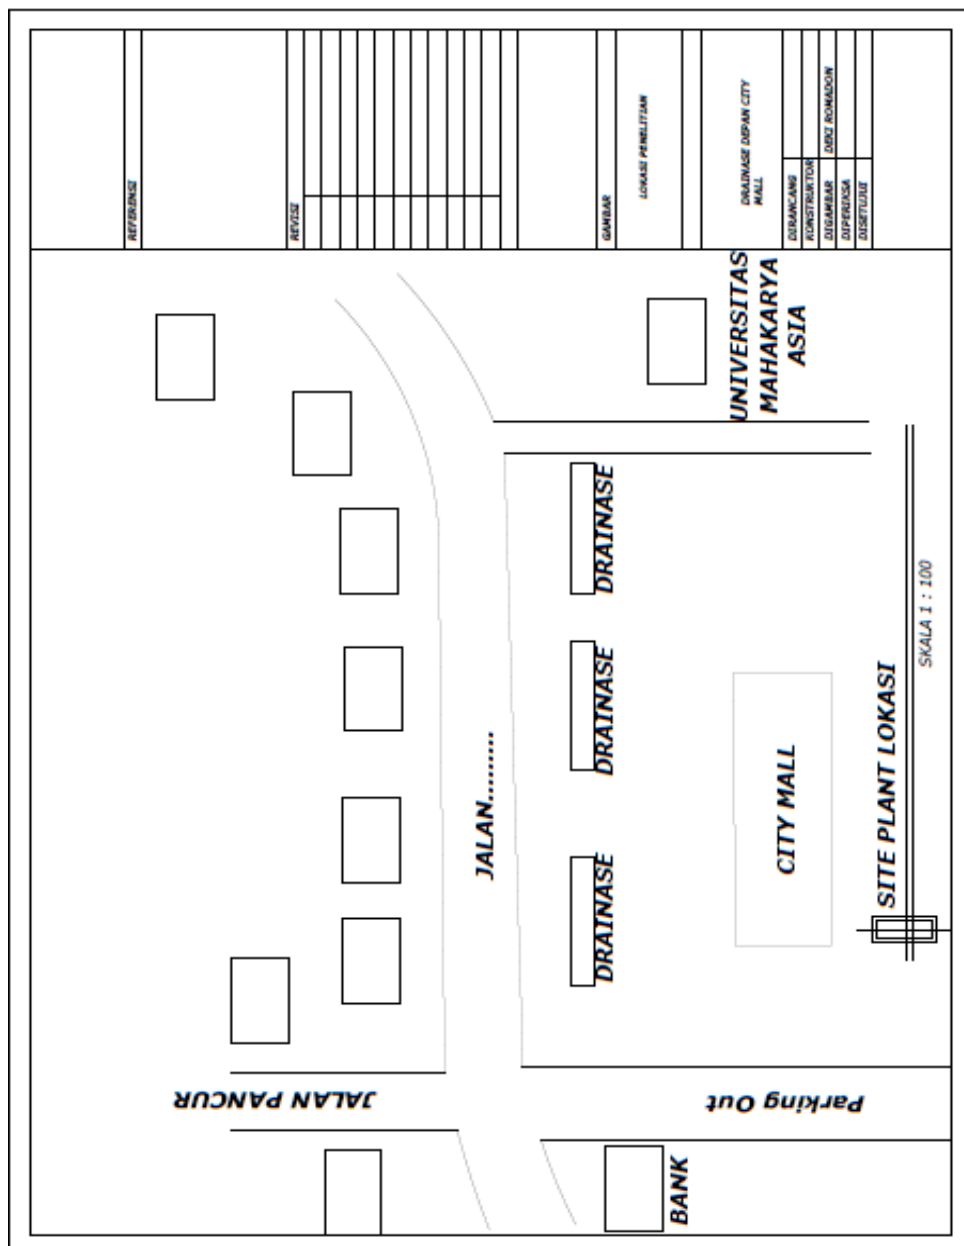 REFERENSI
REVISI
GAMBAR
LOKASI PENELITIAN
DRAINASE DEPAN CITY
MALL
DIRANCANG
KONSTRUKTOR
DIGAMBAR DEKI ROMADON
DIPERIKSA
DISETUJUI
UNIVERSITAS
MAHAKARYA
ASIA
DRAINASE
DRAINASE
DRAINASE
JALAN.........
CITY MALL
SITE PLANT LOKASI
SKALA 1 : 100
JALAN PANCUR
Parking Out
BANK